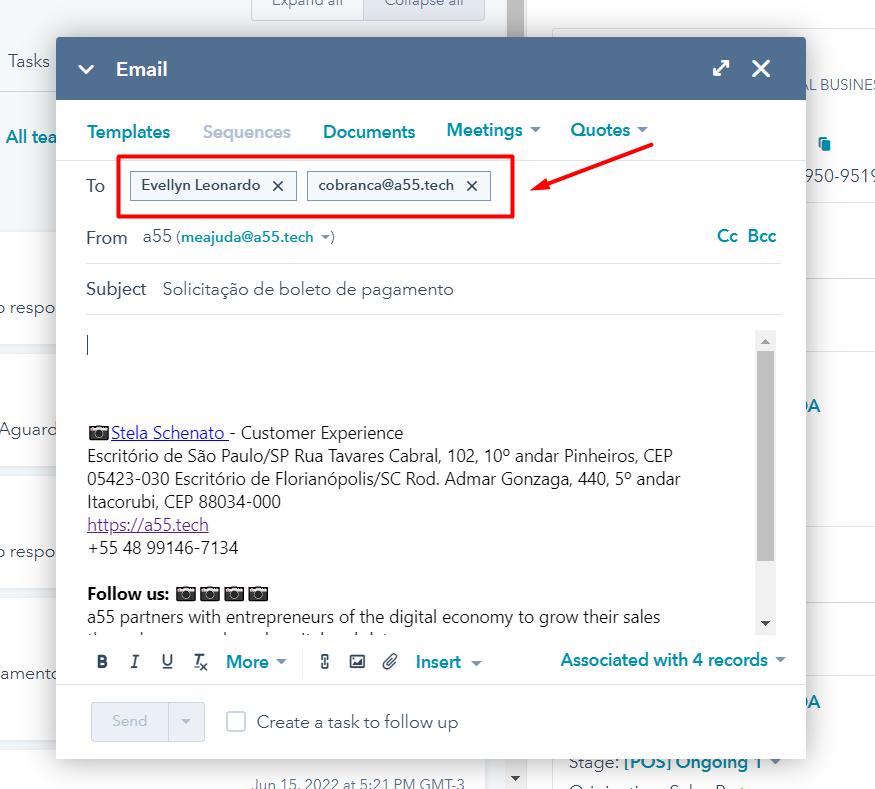 Expand all Collapse all
Tasks
AL BUSINES
All tea
950-9519
o respo
Aguard
o respo
amento
DA
DA
Email
Templates Sequences Documents Meetings Quotes
To Evellyn Leonardo cobranca@a55.tech
From a55 (meajuda@a55.tech) Cc Bcc
Subject Solicitação de boleto de pagamento
Stela Schenato - Customer Experience
Escritório de São Paulo/SP Rua Tavares Cabral, 102, 10º andar Pinheiros, CEP
05423-030 Escritório de Florianópolis/SC Rod. Admar Gonzaga, 440, 5º andar
Itacorubi, CEP 88034-000
https://a55.tech
+55 48 99146-7134
Follow us:
a55 partners with entrepreneurs of the digital economy to grow their sales
B I U Tx More Insert Associated with 4 records
Send Create a task to follow up
Stage: [POS] Ongoing 1
Jun 15, 2022 at 5:21 PM GMT-3